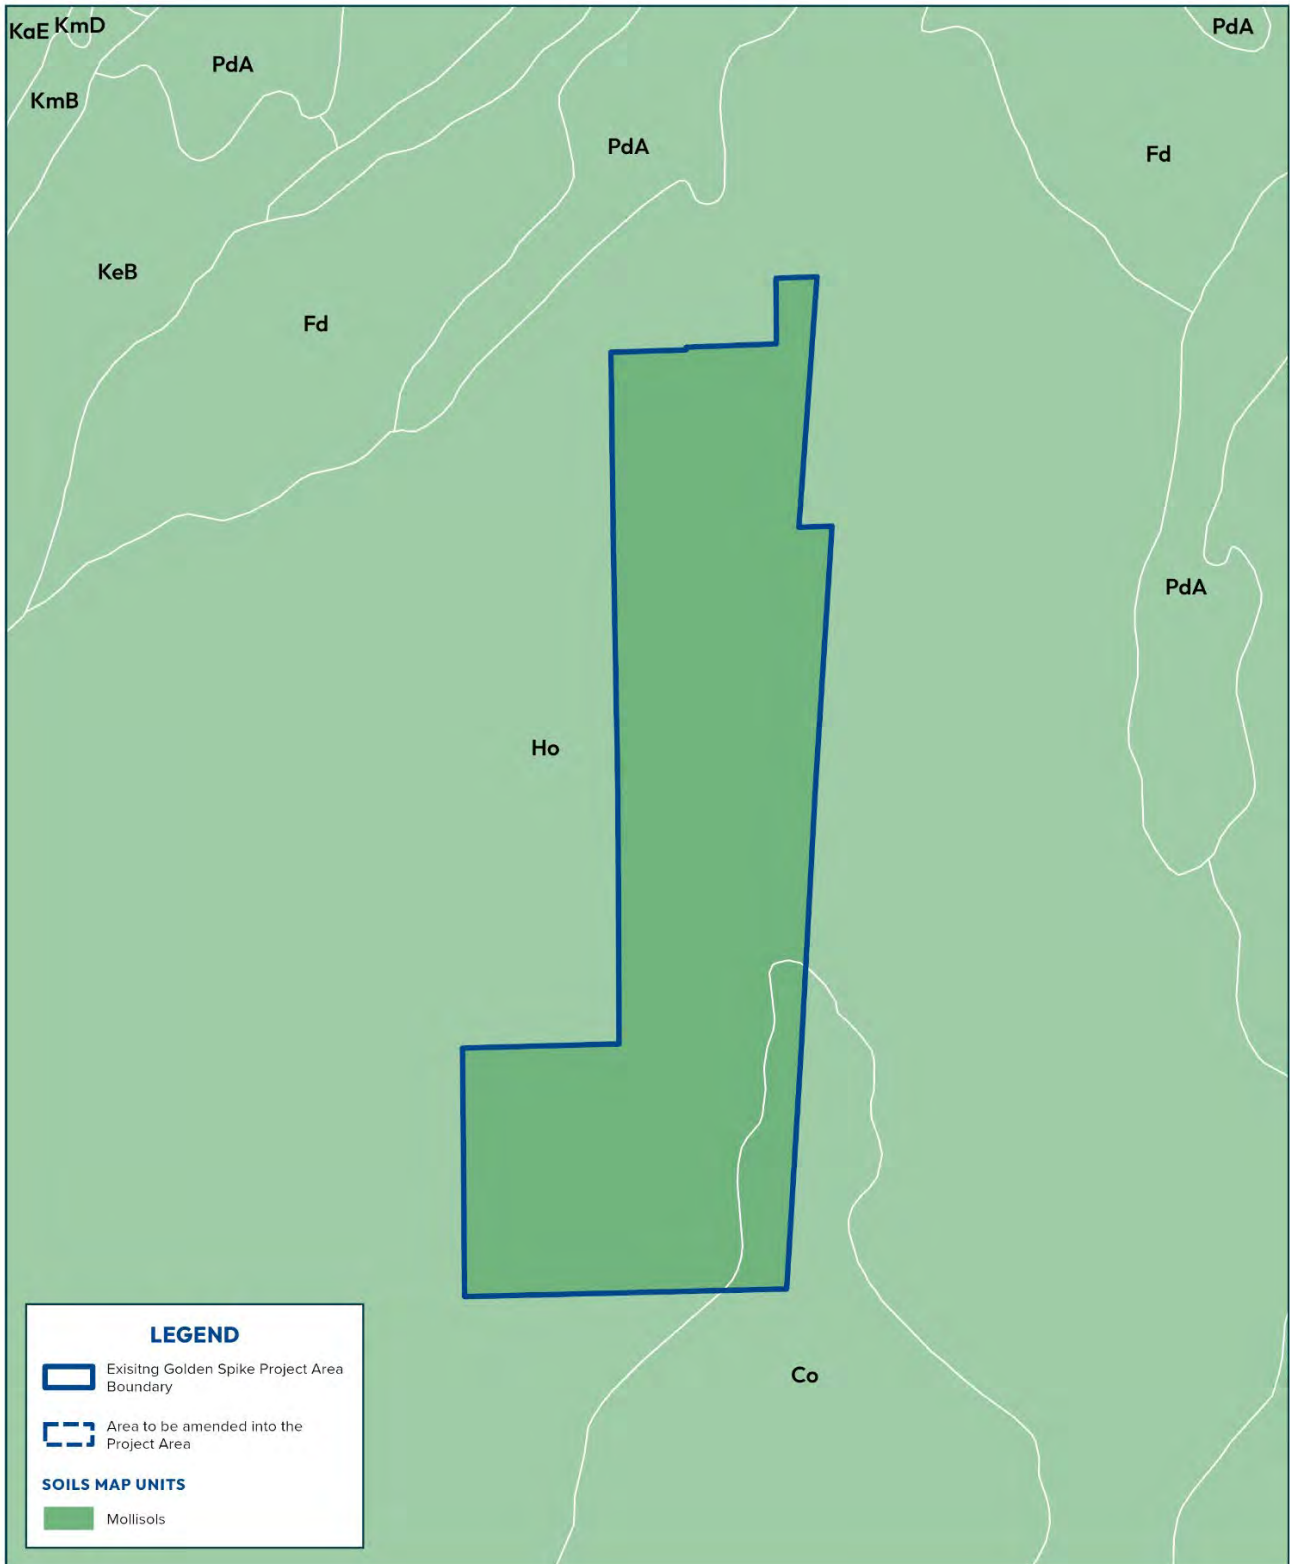 KaE KmD
PdA
PdA
KmB
PdA
Fd
KeB
Fd
PdA
Ho
Co
LEGEND
Exisitng Golden Spike Project Area
Boundary
Area to be amended into the
Project Area
SOILS MAP UNITS
Mollisols